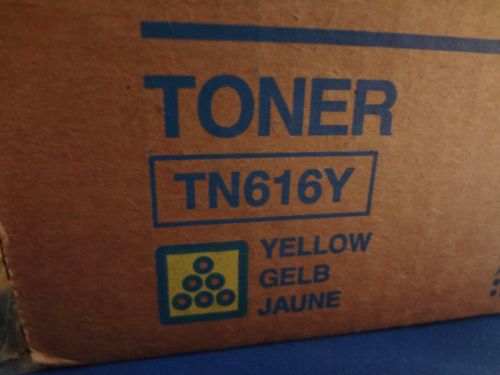 TONER
TN616Y
YELLOW
GELB
JAUNE